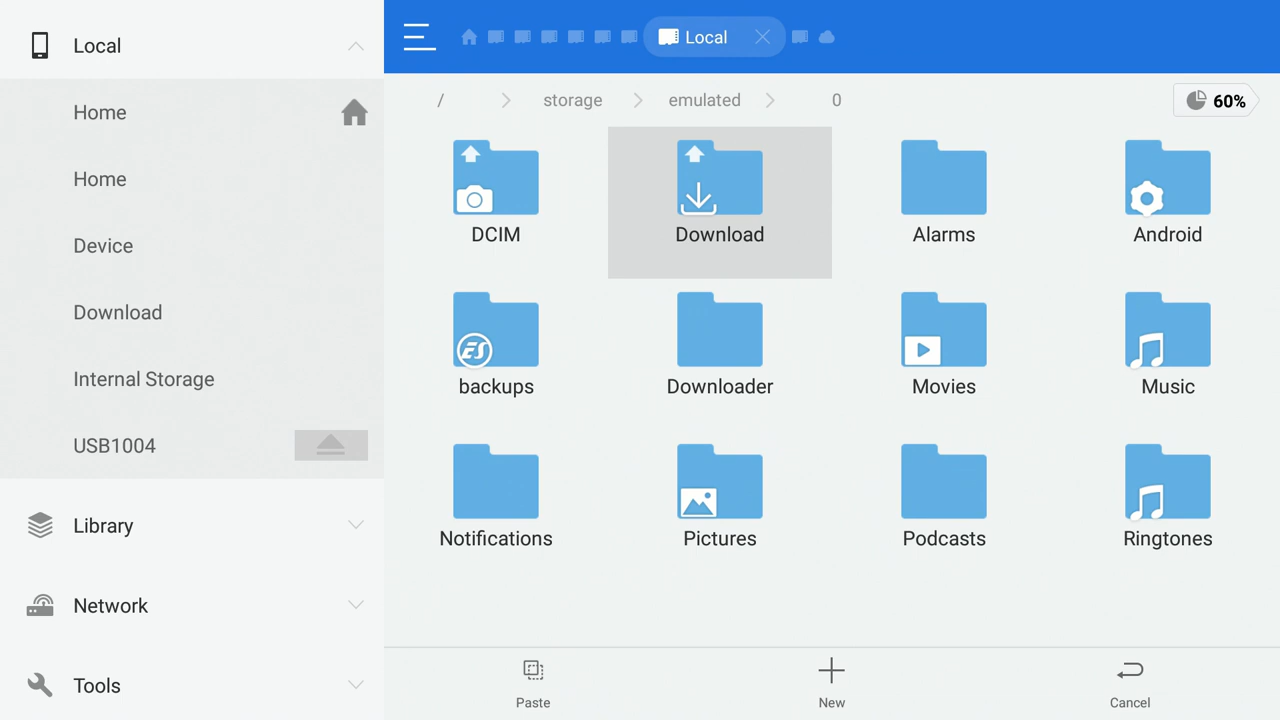 Local
Home
Home
Device
Download
Internal Storage
USB1004
Library
Network
Tools
Local
/ storage emulated 0
60%
DCIM Download Alarms Android
ES
backups Downloader Movies Music
Notifications Pictures Podcasts Ringtones
Paste New Cancel